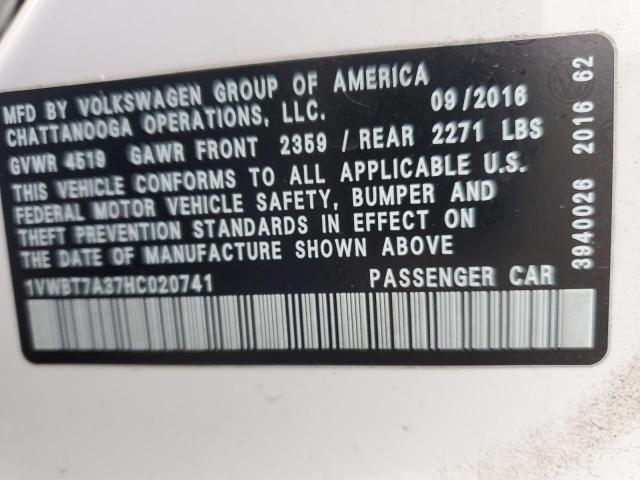 MFD BY VOLKSWAGEN GROUP OF AMERICA
CHATTANOOGA OPERATIONS, LLC. 09/2016
GVWR 4519 GAWR FRONT 2359 / REAR 2271 LBS
THIS VEHICLE CONFORMS TO ALL APPLICABLE U.S.
FEDERAL MOTOR VEHICLE SAFETY, BUMPER AND
THEFT PREVENTION STANDARDS IN EFFECT ON
THE DATE OF MANUFACTURE SHOWN ABOVE
1VWBT7A37HC020741 PASSENGER CAR
3940026 2016 62